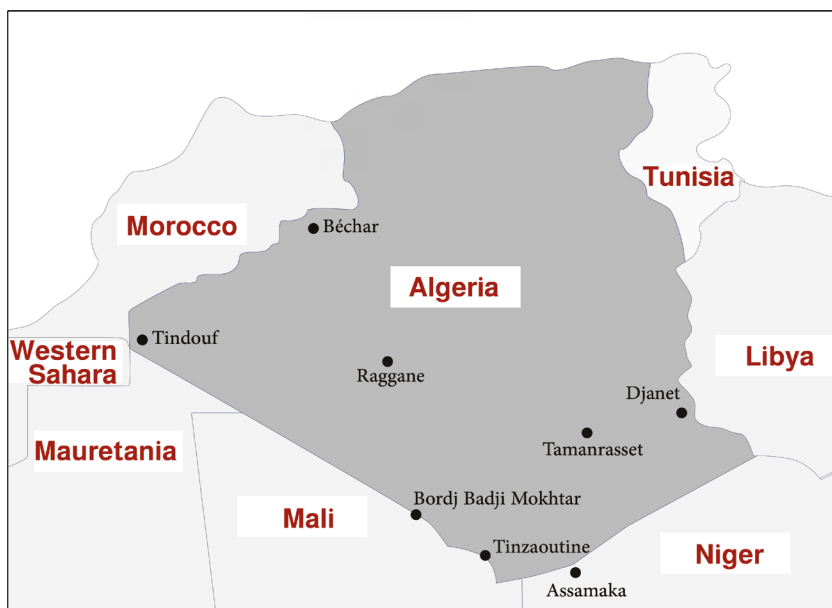 Tunisia
Morocco
Béchar
Algeria
Tindouf
Western
Sahara
Raggane
Libya
Djanet
Mauretania
Tamanrasset
Bordj Badji Mokhtar
Mali
Tinzaoutine
Niger
Assamaka